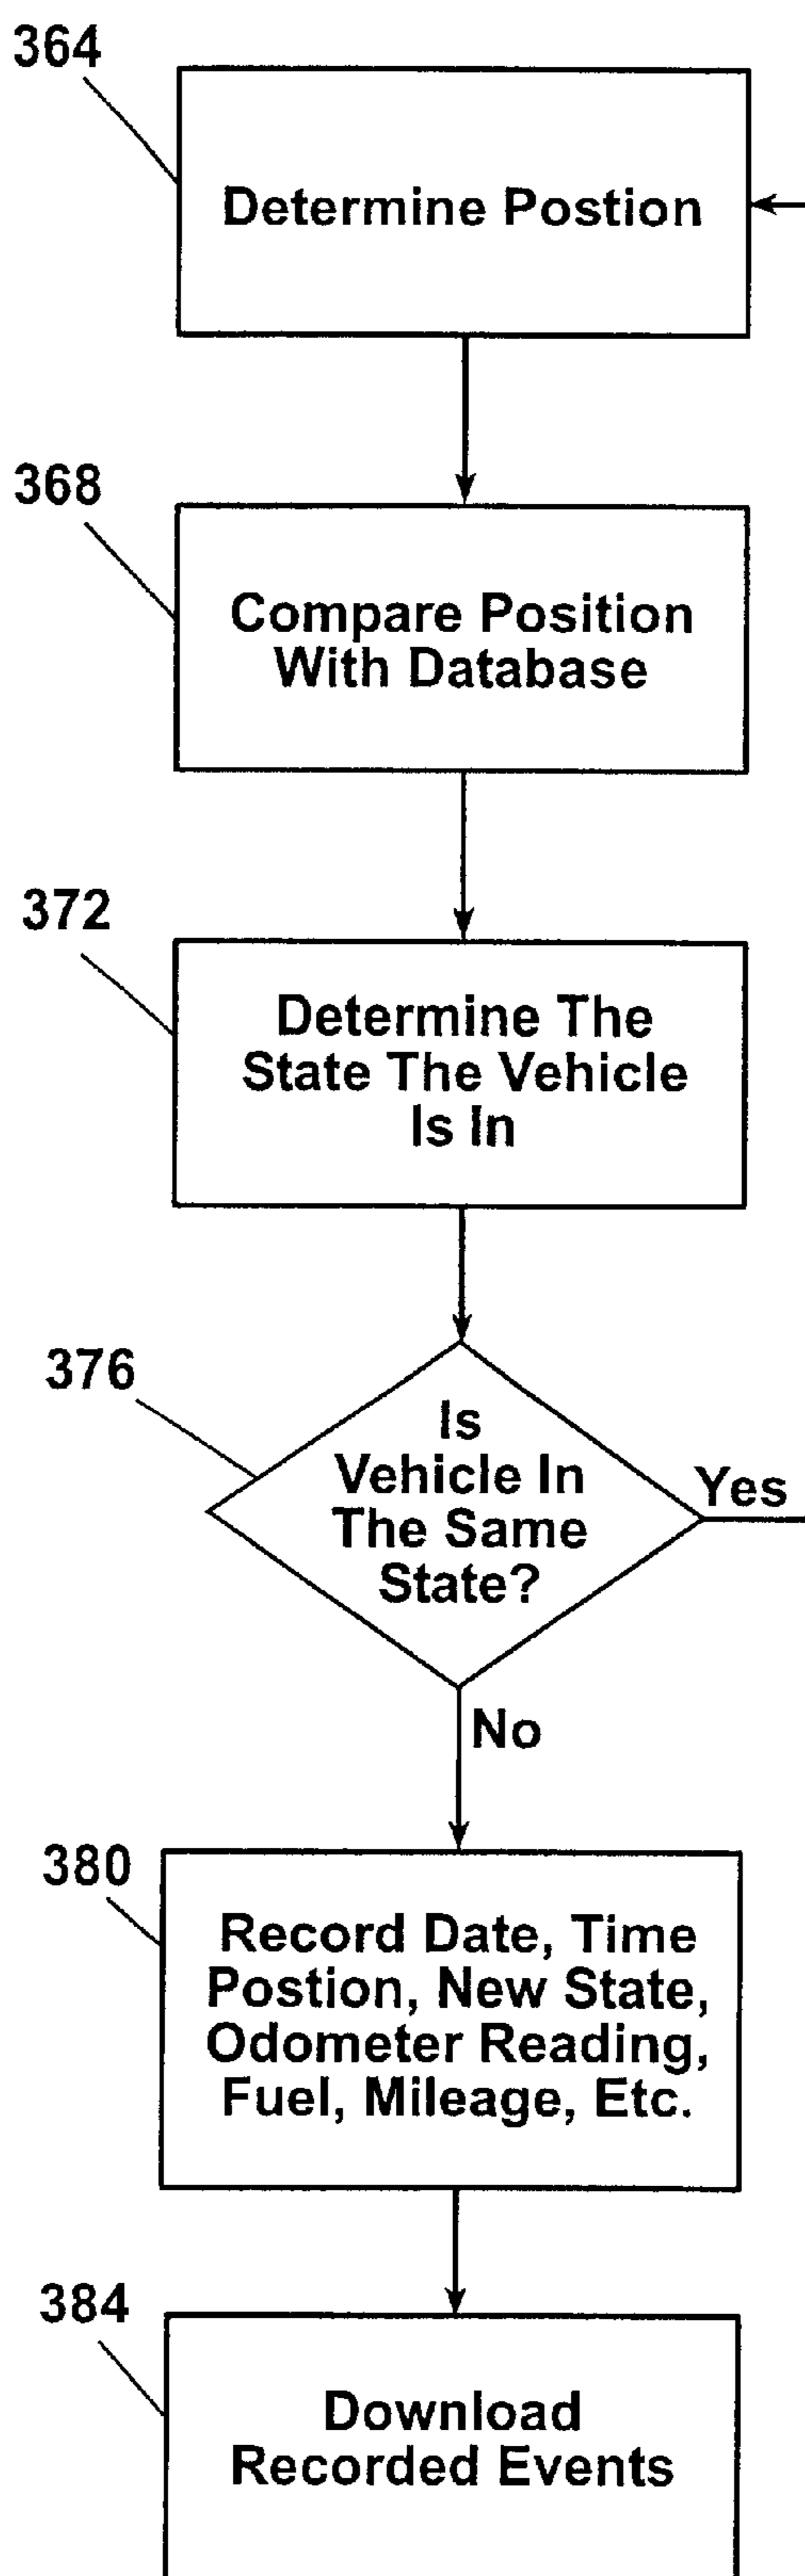 364
Determine Postion
368
Compare Position
With Database
372
Determine The
State The Vehicle
Is In
376
Is
Vehicle In
The Same
State?
Yes
No
380
Record Date, Time
Postion, New State,
Odometer Reading,
Fuel, Mileage, Etc.
384
Download
Recorded Events